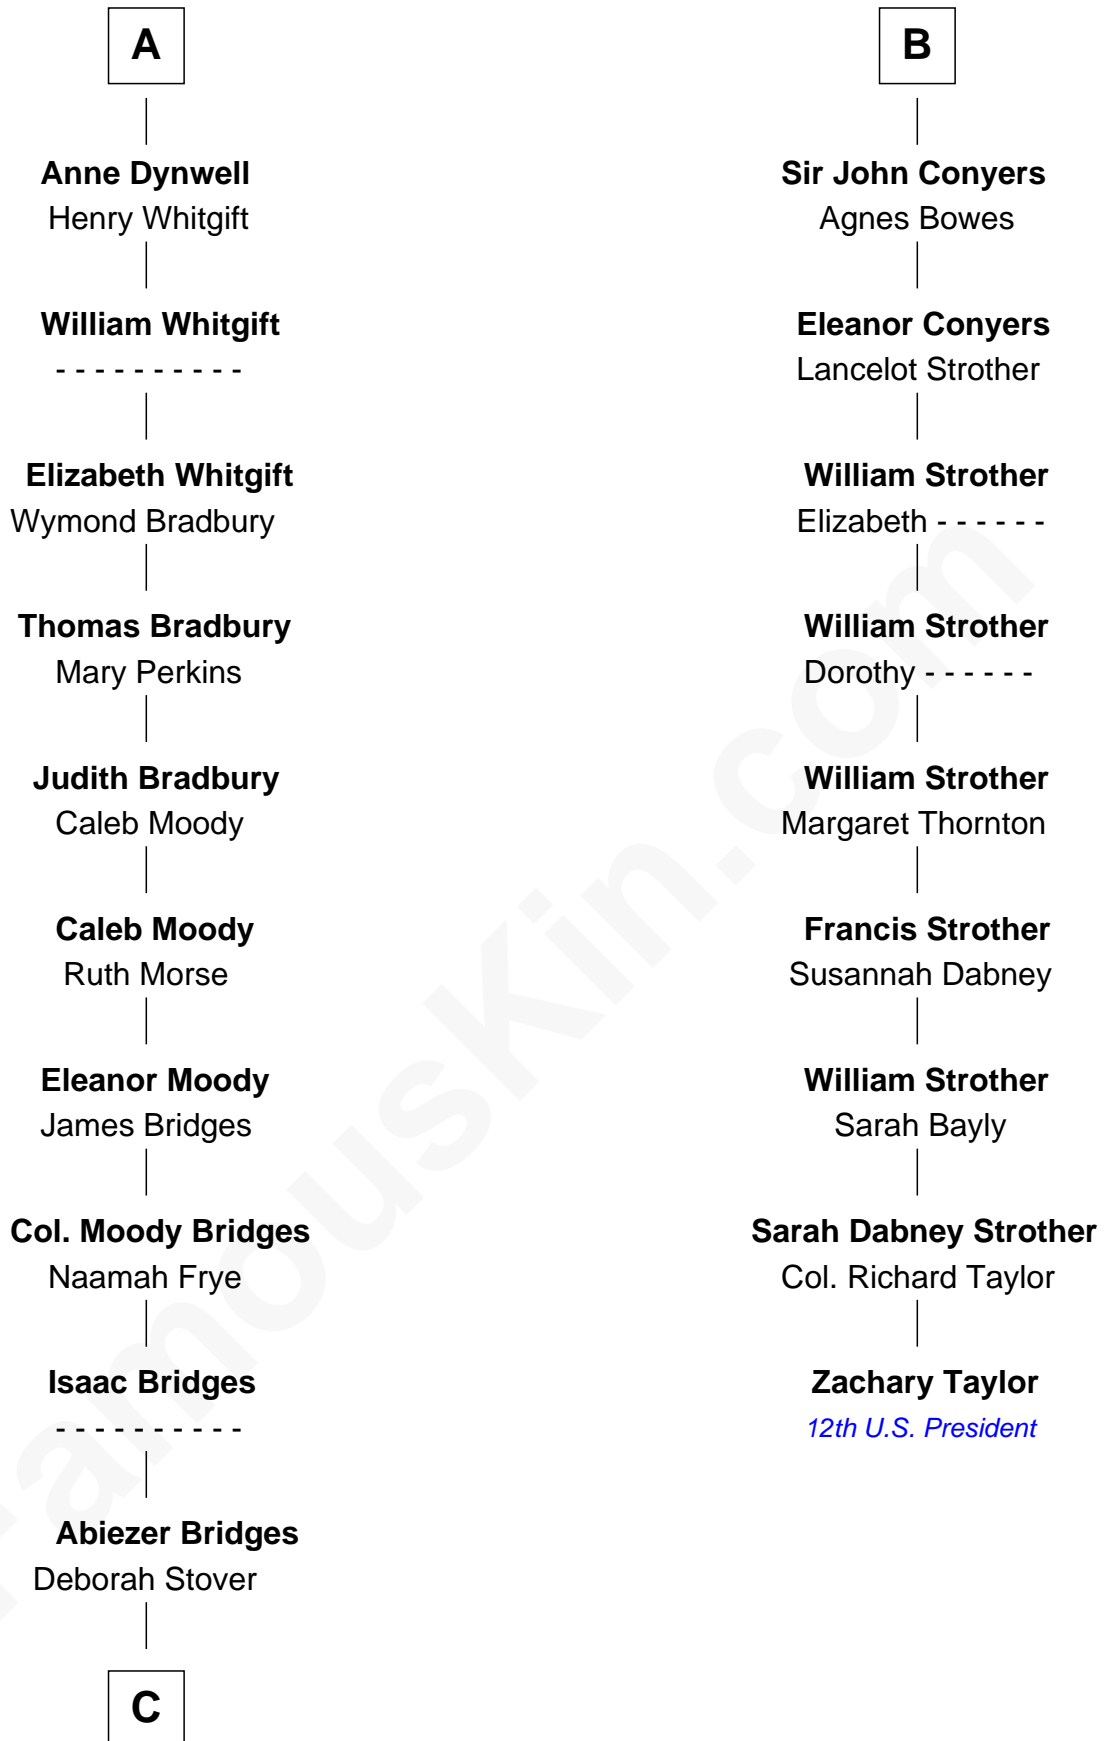 A
Anne Dynwell
Henry Whitgift
William Whitgift
- - - - - - - - - -
Elizabeth Whitgift
Wymond Bradbury
Thomas Bradbury
Mary Perkins
Judith Bradbury
Caleb Moody
Caleb Moody
Ruth Morse
Eleanor Moody
James Bridges
Col. Moody Bridges
Naamah Frye
Isaac Bridges
- - - - - - - - - -
Abiezer Bridges
Deborah Stover
C
B
Sir John Conyers
Agnes Bowes
Eleanor Conyers
Lancelot Strother
William Strother
Elizabeth - - - - - -
William Strother
Dorothy - - - - - -
William Strother
Margaret Thornton
Francis Strother
Susannah Dabney
William Strother
Sarah Bayly
Sarah Dabney Strother
Col. Richard Taylor
Zachary Taylor
12th U.S. President
FamousKin.com